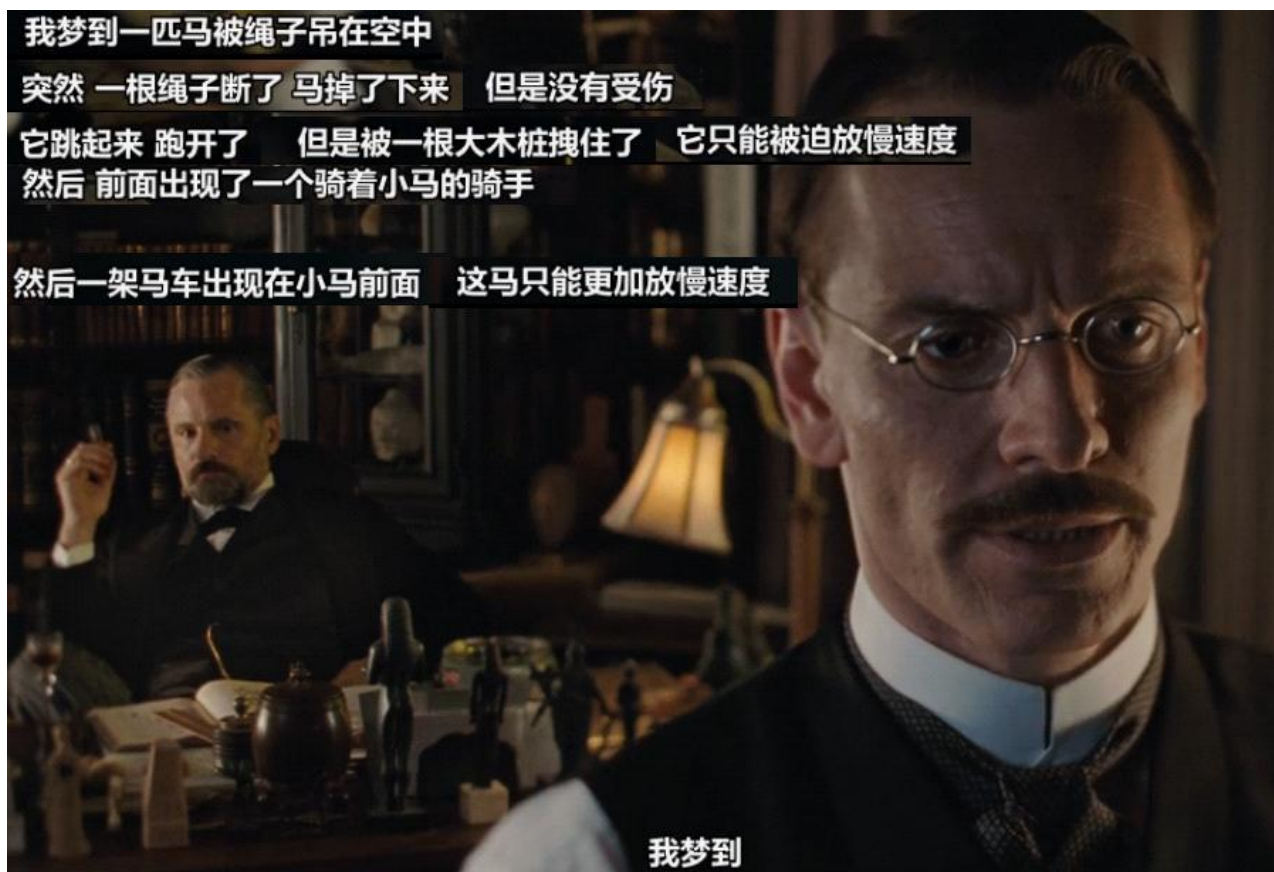 我梦到一匹马被绳子吊在空中
突然 一根绳子断了 马掉了下来 但是没有受伤
它跳起来 跑开了 但是被一根大木桩拽住了 它只能被迫放慢速度
然后 前面出现了一个骑着小马的骑手
然后一架马车出现在小马前面 这马只能更加放慢速度
我梦到